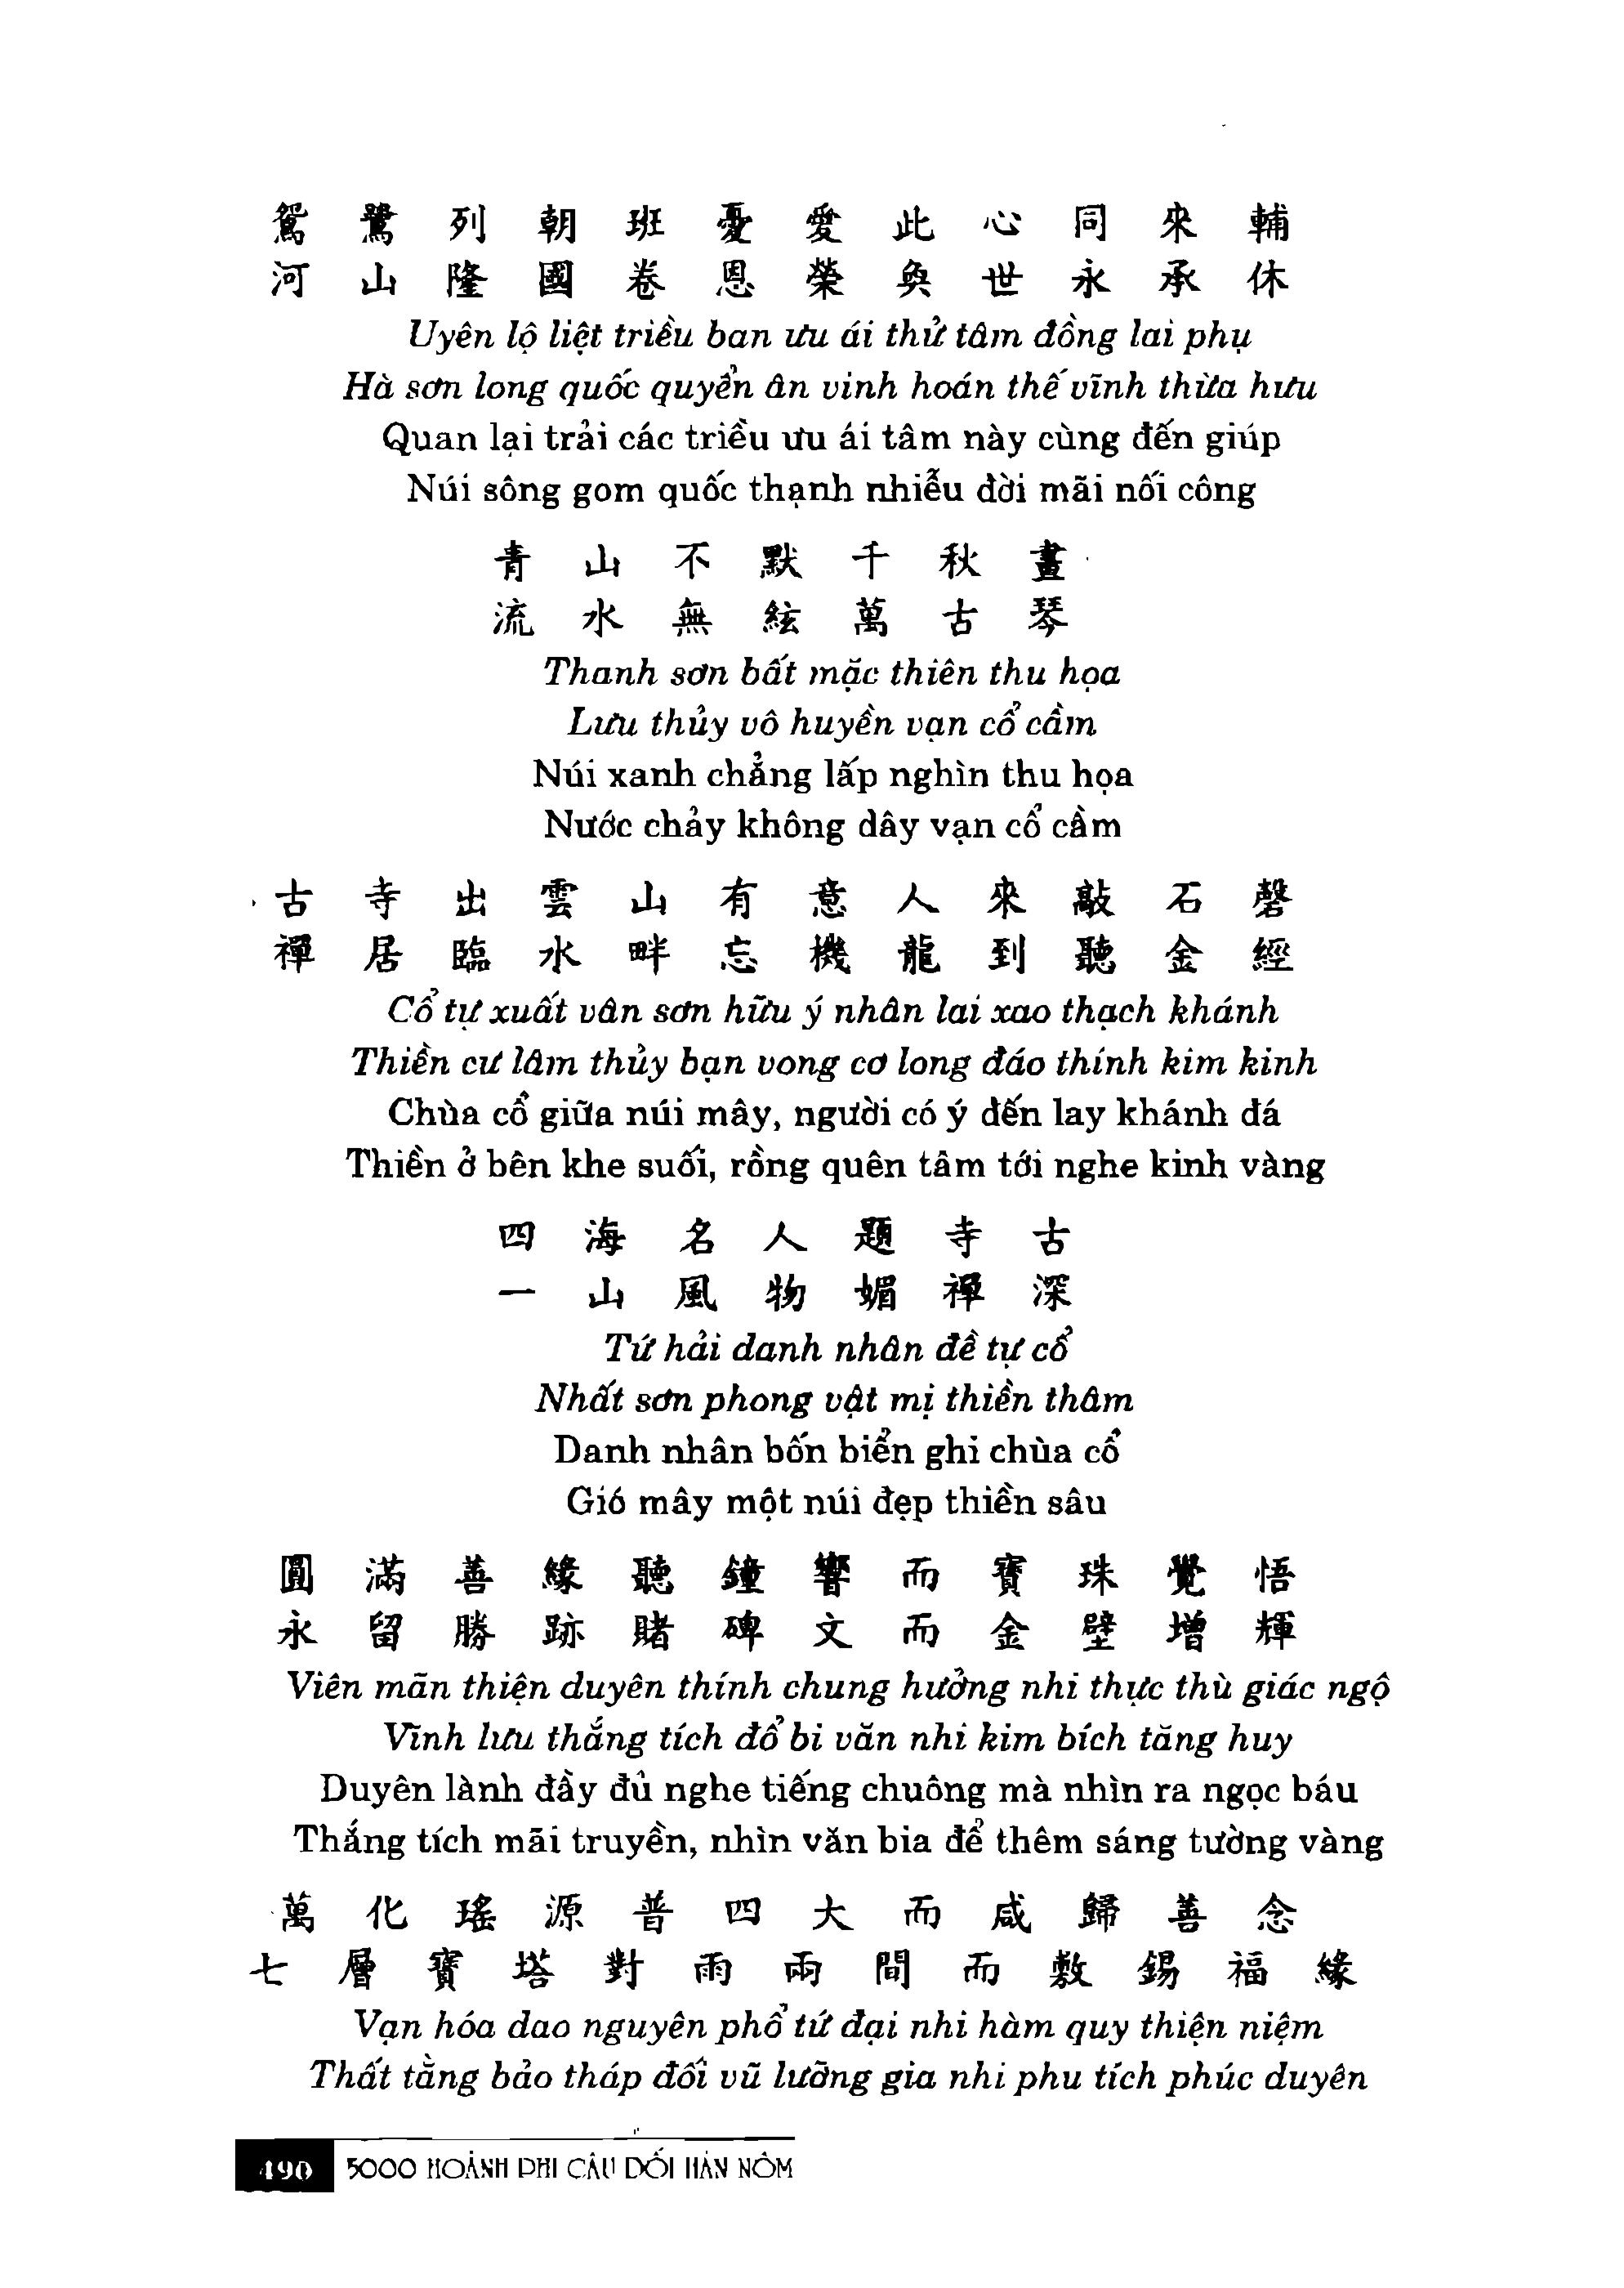 鴛鷺列朝班憂愛此心同來輔
河山隆國卷恩榮奐世永承休
Uyên lộ liệt triều ban ưu ái thử tâm đồng lai phụ
Hà sơn long quốc quyển ân vinh hoán thế vĩnh thừa hưu
Quan lại trải các triều ưu ái tâm này cùng đến giúp
Núi sông gom quốc thạnh nhiễu đời mãi nối công
青山不默千秋畫
流水無絃萬古琴
Thanh sơn bất mặc thiên thu họa
Lưu thủy vô huyền vạn cổ cầm
Núi xanh chẳng lấp nghìn thu họa
Nước chảy không dây vạn cổ cầm
古寺出雲山有意人來敲石磬
禪居臨水畔忘機龍到聽金經
Cổ tự xuất vân sơn hữu ý nhân lai xao thạch khánh
Thiền cư lâm thủy bạn vong cơ long đáo thính kim kinh
Chùa cổ giữa núi mây, người có ý đến lay khánh đá
Thiền ở bên khe suối, rồng quên tâm tới nghe kinh vàng
四海名人題寺古
一山風物媚禪深
Tứ hải danh nhân đề tự cổ
Nhất sơn phong vật mị thiền thâm
Danh nhân bốn biển ghi chùa cổ
Gió mây một núi đẹp thiền sâu
圓滿善緣聽鐘響而寶珠覺悟
永留勝跡賭碑文而金壁增輝
Viên mãn thiện duyên thính chung hưởng nhi thực thù giác ngộ
Vĩnh lưu thắng tích đổ bi văn nhi kim bích tăng huy
Duyên lành đầy đủ nghe tiếng chuông mà nhìn ra ngọc báu
Thắng tích mãi truyền, nhìn văn bia để thêm sáng tường vàng
萬化瑤源普四大而咸歸善念
七層寶塔對雨兩間而敷錫福緣
Vạn hóa dao nguyên phổ tứ đại nhi hàm quy thiện niệm
Thất tằng bảo tháp đối vũ lưỡng gia nhi phu tích phúc duyên
490 5000 HOÀNH PHI CÂU ĐỐI HÁN NÔM